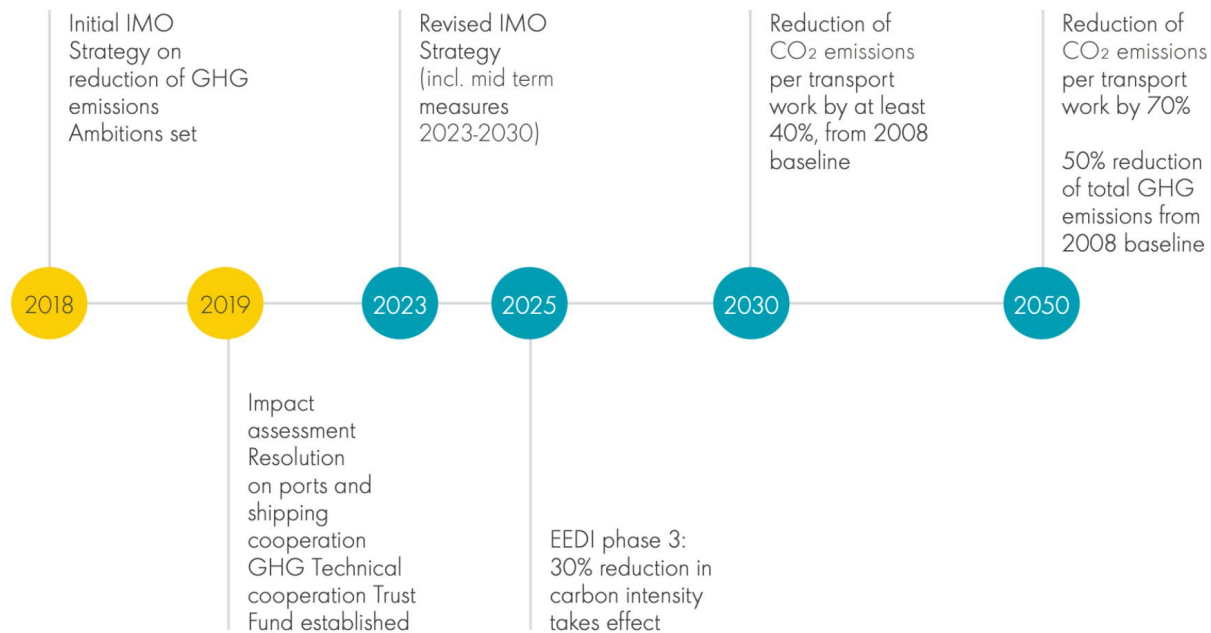 Initial IMO
Strategy on
reduction of GHG
emissions
Ambitions set
Revised IMO
Strategy
(incl. mid term
measures
2023-2030)
Reduction of
CO₂ emissions
per transport
work by at least
40%, from 2008
baseline
Reduction of
CO₂ emissions
per transport
work by 70%
50% reduction
of total GHG
emissions from
2008 baseline
2018
2019
2023
2025
2030
2050
Impact
assessment
Resolution
on ports and
shipping
cooperation
GHG Technical
cooperation Trust
Fund established
EEDI phase 3:
30% reduction in
carbon intensity
takes effect